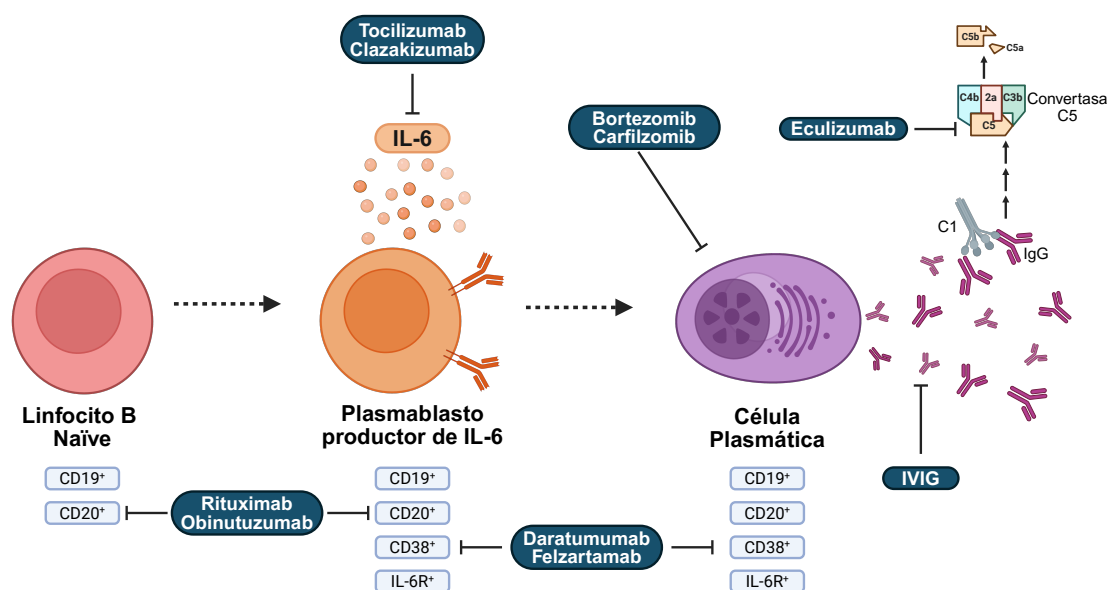 Tocilizumab
Clazakizumab
IL-6
Bortezomib
Carfilzomib
Eculizumab
C5b
C5a
C4b
2a
C3b
C5
Convertasa
C5
C1
IgG
Linfocito B
Naïve
Plasmablasto
productor de IL-6
Célula
Plasmática
CD19+
CD20+
Rituximab
Obinutuzumab
CD19+
CD20+
CD38+
IL-6R+
Daratumumab
Felzartamab
CD19+
CD20+
CD38+
IL-6R+
IVIG